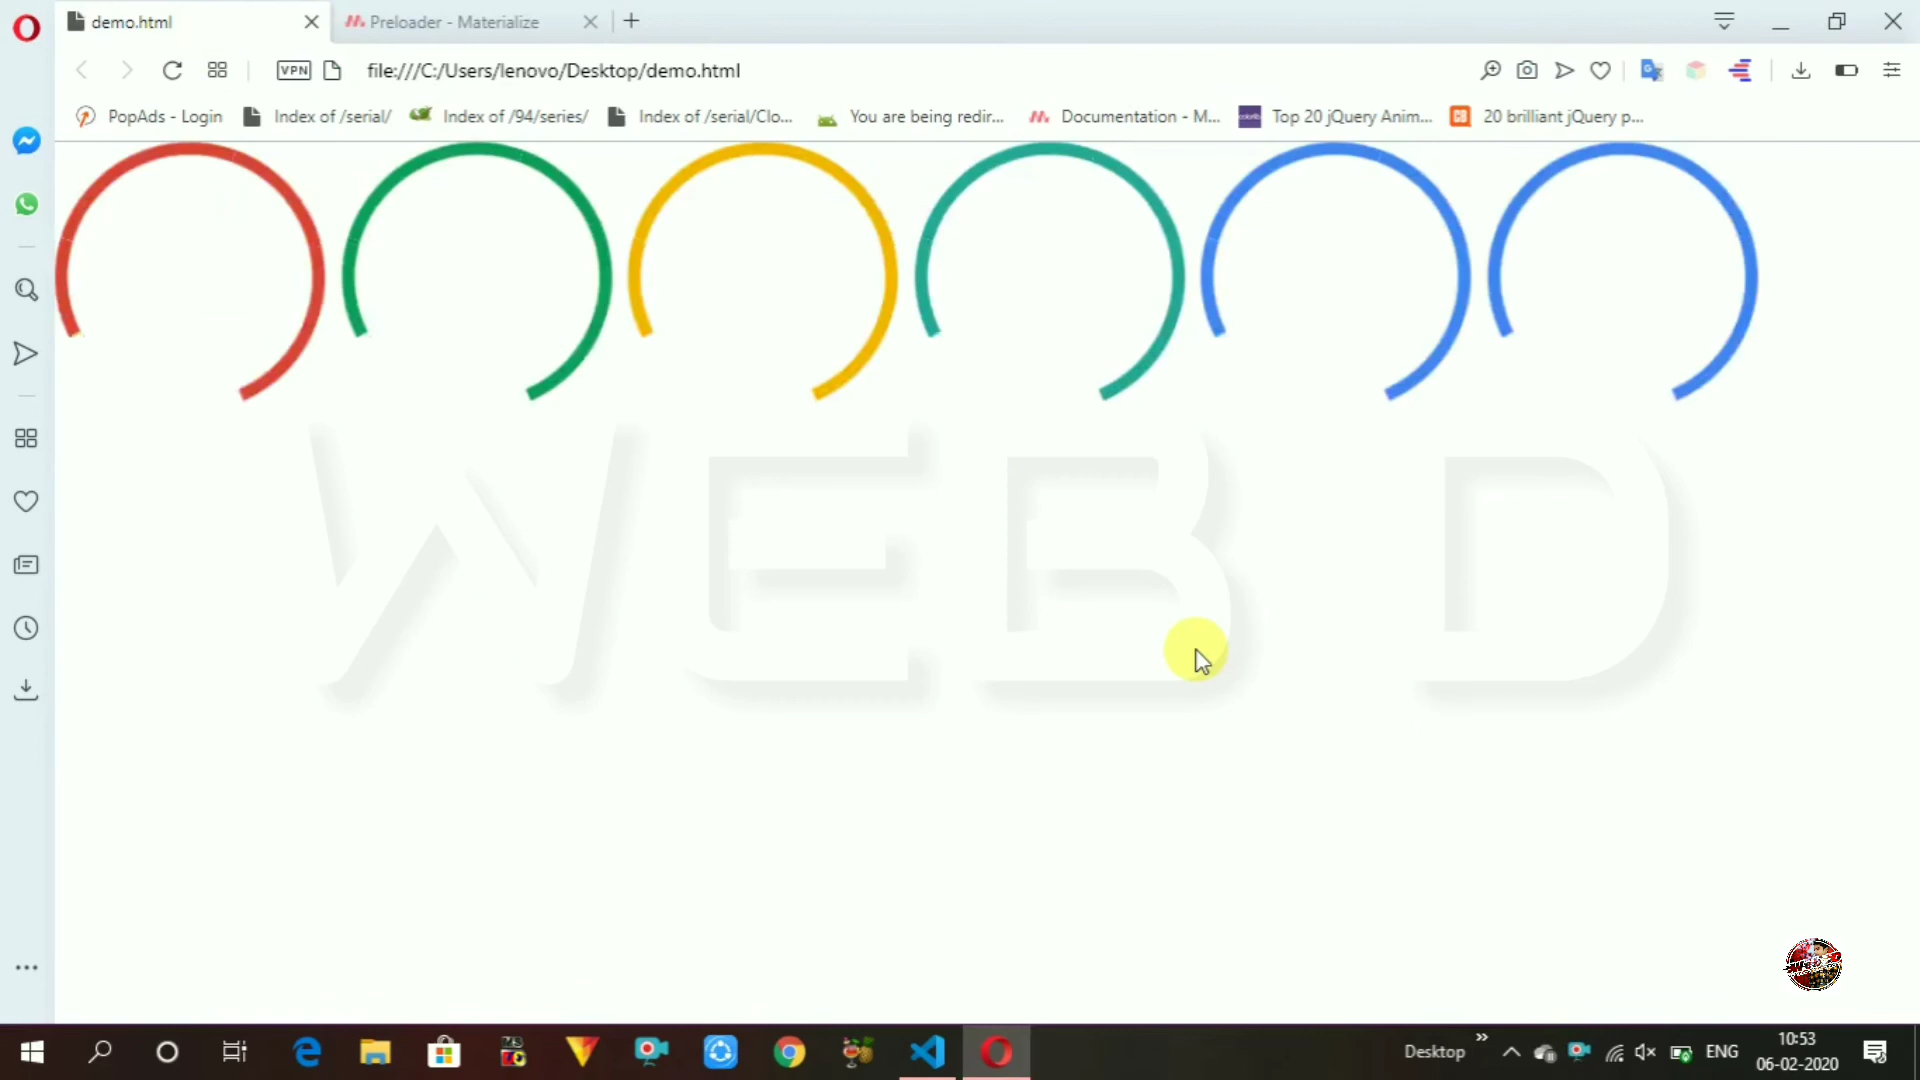 demo.html
Preloader - Materialize
VPN
file:///C:/Users/lenovo/Desktop/demo.html
PopAds - Login
Index of /serial/
Index of /94/series/
Index of /serial/Clo...
You are being redir...
Documentation - M...
Top 20 jQuery Anim...
20 brilliant jQuery p...
WEB D
Desktop
ENG
10:53
06-02-2020